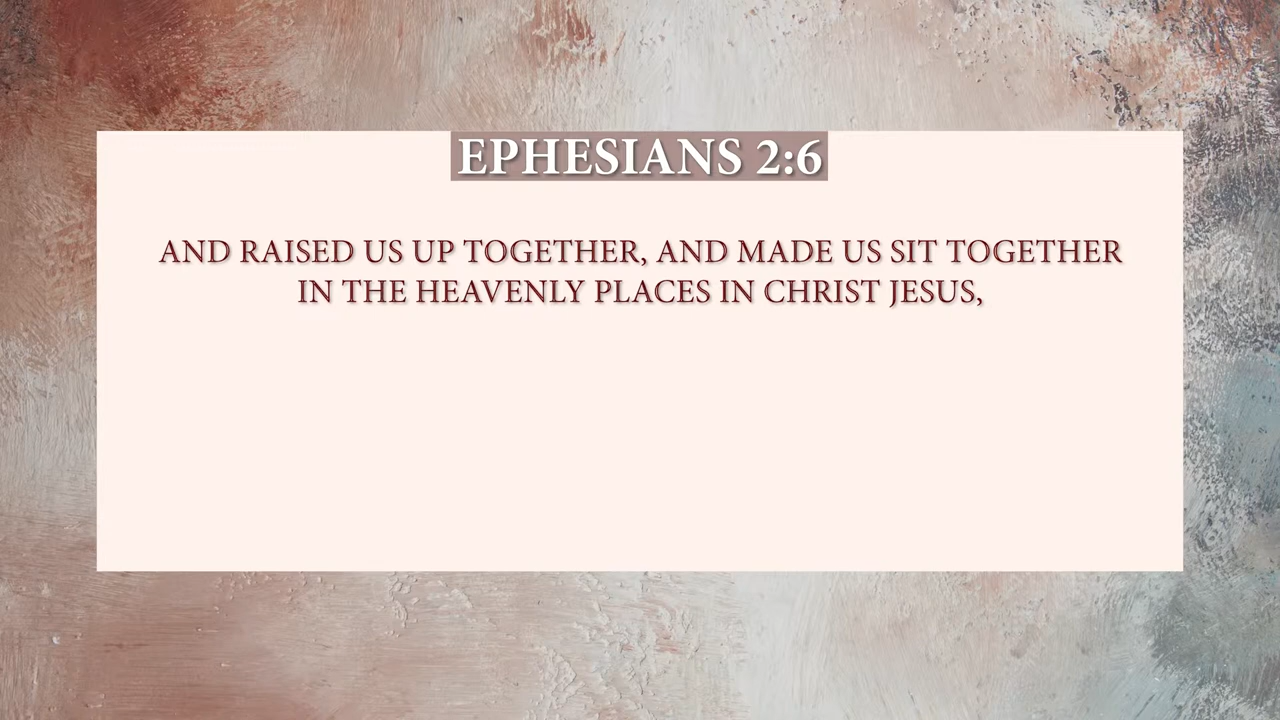 EPHESIANS 2:6
AND RAISED US UP TOGETHER, AND MADE US SIT TOGETHER
IN THE HEAVENLY PLACES IN CHRIST JESUS,